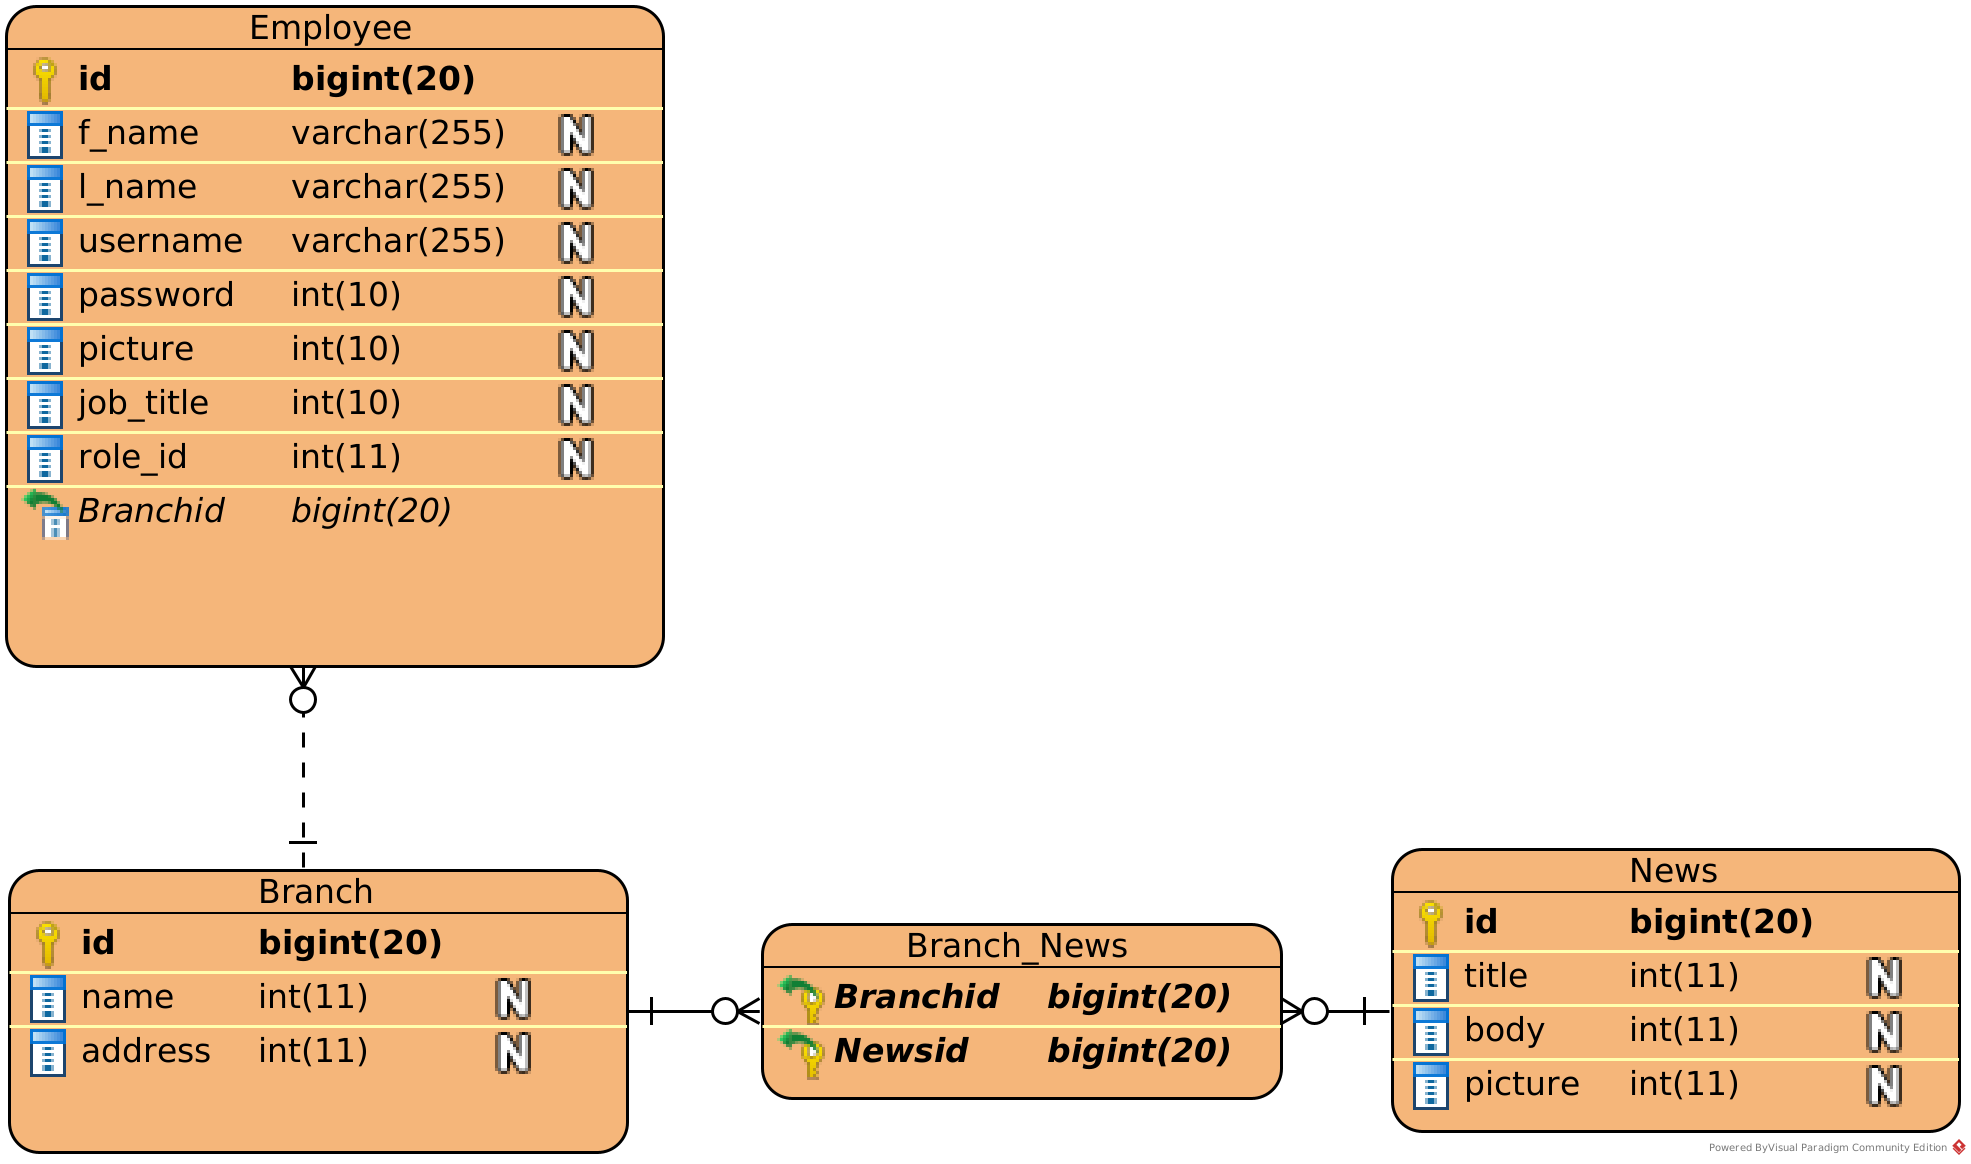 Employee
id bigint(20)
f_name varchar(255) N
l_name varchar(255) N
username varchar(255) N
password int(10) N
picture int(10) N
job_title int(10) N
role_id int(11) N
Branchid bigint(20)
Branch
id bigint(20)
name int(11) N
address int(11) N
Branch_News
Branchid bigint(20)
Newsid bigint(20)
News
id bigint(20)
title int(11) N
body int(11) N
picture int(11) N
Powered ByVisual Paradigm Community Edition